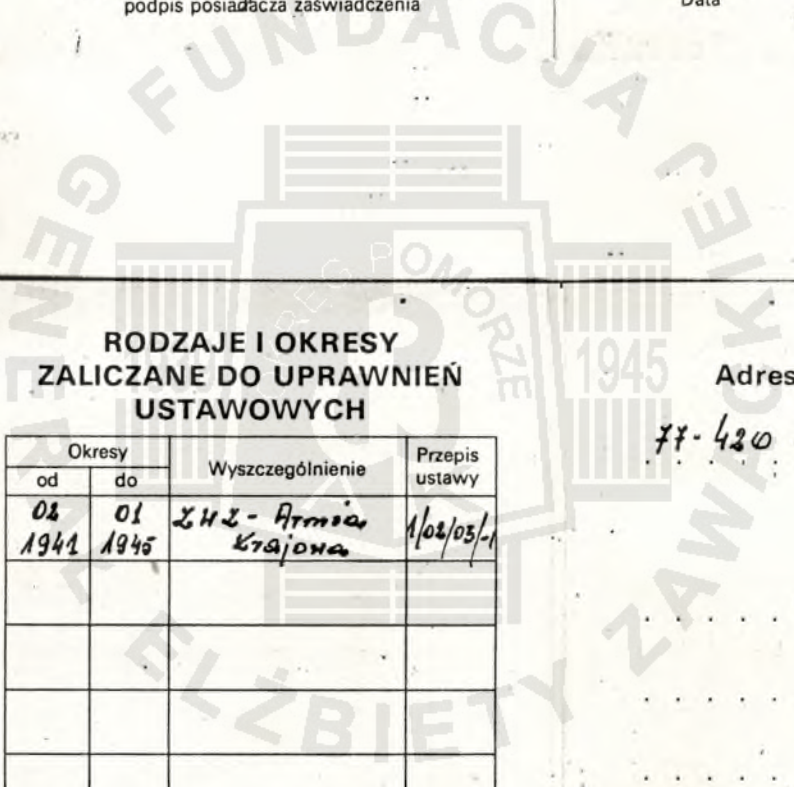 podpis posiadacza zaświadczenia
Data
FUNDACJA
GENERAŁ ELŻBIETY ZAWACKIEJ
OKRĘG POMORZE
1945
RODZAJE I OKRESY
ZALICZANE DO UPRAWNIEŃ
USTAWOWYCH
Okresy
od do Wyszczególnienie Przepis ustawy
02 1941 01 1945 ZWZ - Armia Krajowa 1/02/03/-1
Adres
77-420